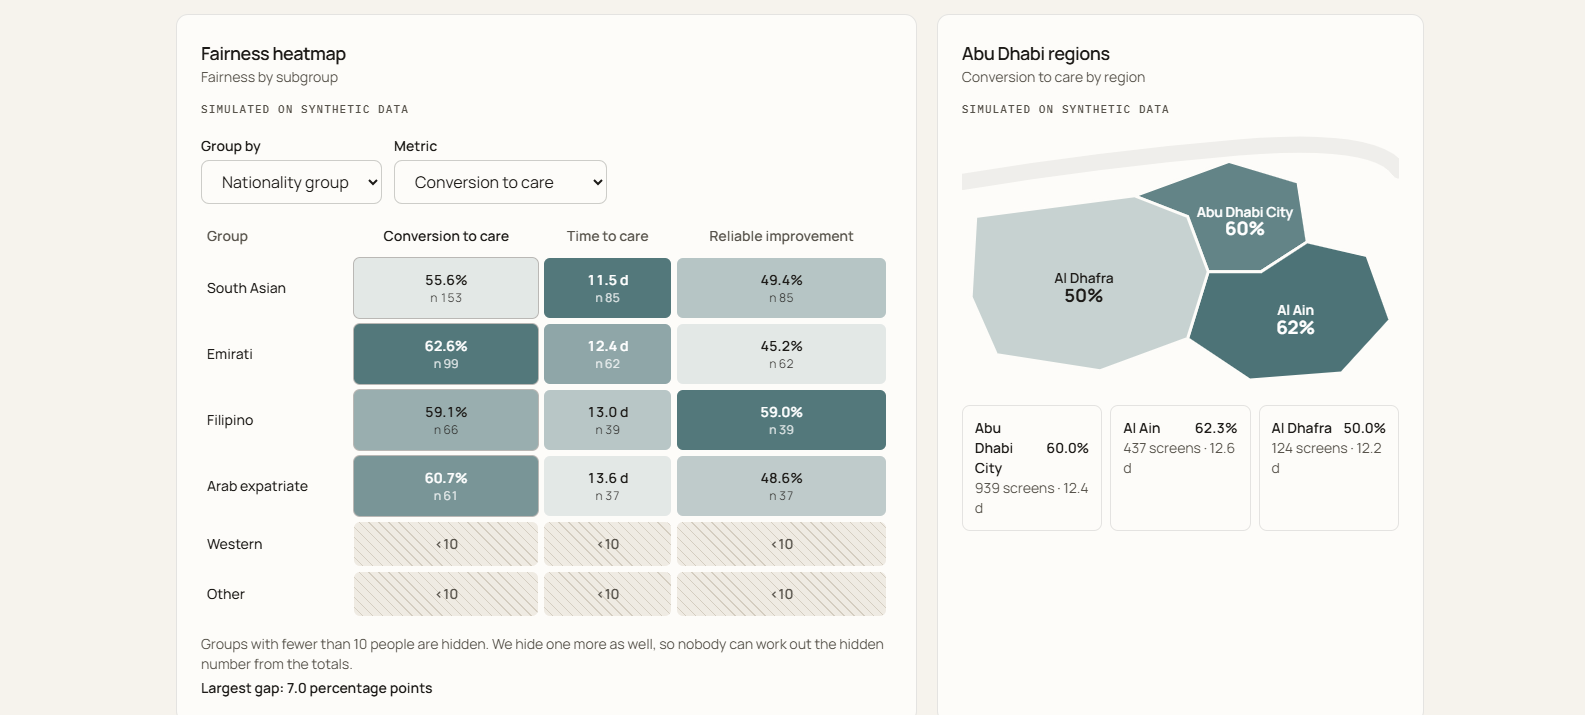 Fairness heatmap
Fairness by subgroup
SIMULATED ON SYNTHETIC DATA
Group by
Metric
Nationality group
Conversion to care
Group Conversion to care Time to care Reliable improvement
South Asian
55.6%
n 153
11.5 d
n 85
49.4%
n 85
Emirati
62.6%
n 99
12.4 d
n 62
45.2%
n 62
Filipino
59.1%
n 66
13.0 d
n 39
59.0%
n 39
Arab expatriate
60.7%
n 61
13.6 d
n 37
48.6%
n 37
Western <10 <10 <10
Other <10 <10 <10
Groups with fewer than 10 people are hidden. We hide one more as well, so nobody can work out the hidden
number from the totals.
Largest gap: 7.0 percentage points
Abu Dhabi regions
Conversion to care by region
SIMULATED ON SYNTHETIC DATA
Abu Dhabi City
60%
Al Dhafra
50%
Al Ain
62%
Abu
Dhabi 60.0%
City
939 screens · 12.4
d
Al Ain 62.3%
437 screens · 12.6
d
Al Dhafra 50.0%
124 screens · 12.2
d